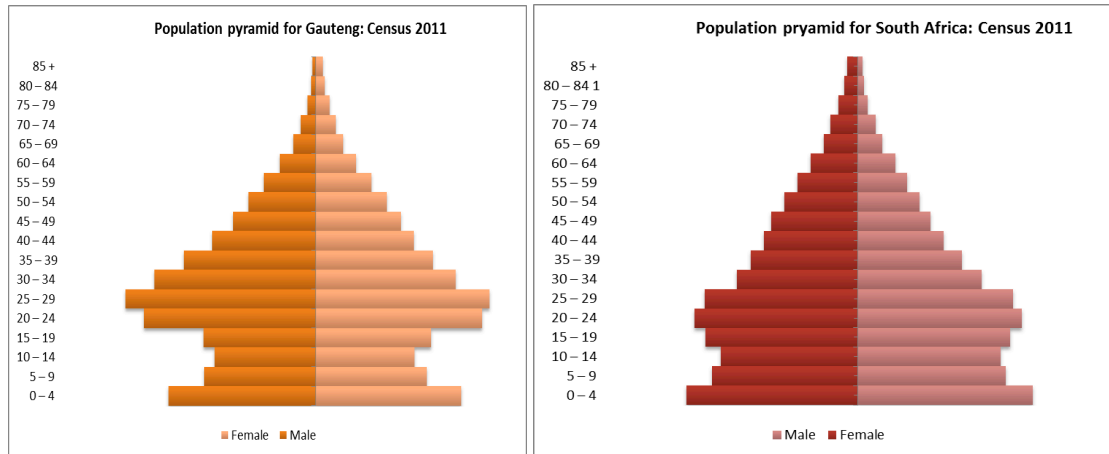 Population pyramid for Gauteng: Census 2011
85 +
80 – 84
75 – 79
70 – 74
65 – 69
60 – 64
55 – 59
50 – 54
45 – 49
40 – 44
35 – 39
30 – 34
25 – 29
20 – 24
15 – 19
10 – 14
5 – 9
0 – 4
Female Male
Population pryamid for South Africa: Census 2011
85 +
80 – 84 1
75 – 79
70 – 74
65 – 69
60 – 64
55 – 59
50 – 54
45 – 49
40 – 44
35 – 39
30 – 34
25 – 29
20 – 24
15 – 19
10 – 14
5 – 9
0 – 4
Male Female